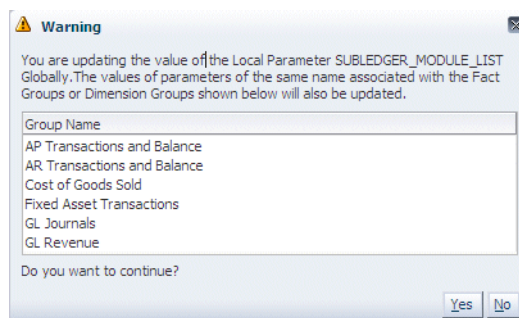 Warning
You are updating the value of the Local Parameter SUBLEDGER_MODULE_LIST
Globally.The values of parameters of the same name associated with the Fact
Groups or Dimension Groups shown below will also be updated.
Group Name
AP Transactions and Balance
AR Transactions and Balance
Cost of Goods Sold
Fixed Asset Transactions
GL Journals
GL Revenue
Do you want to continue?
Yes No